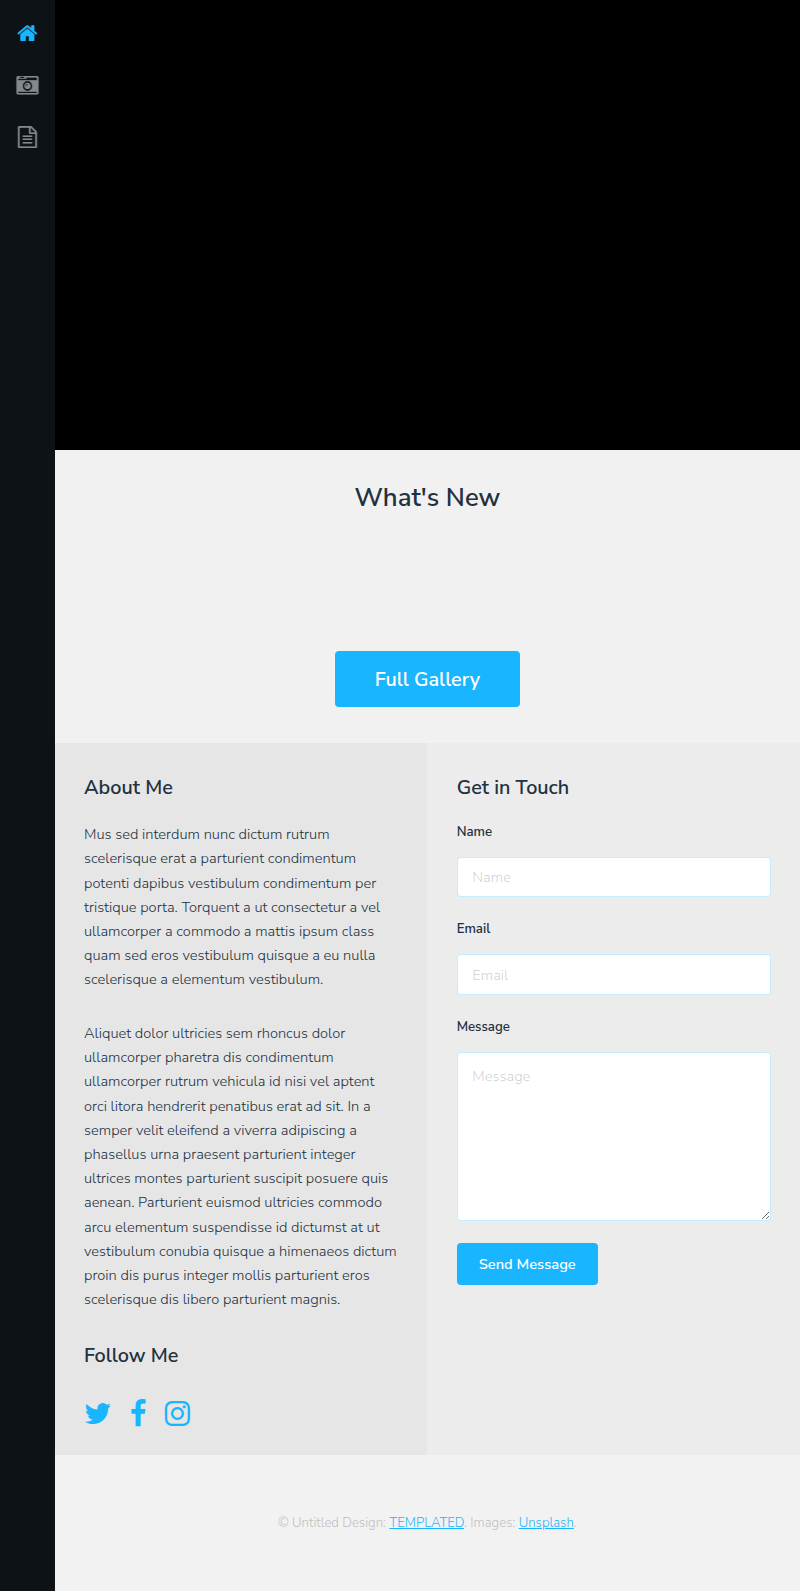 What's New
Full Gallery
About Me
Mus sed interdum nunc dictum rutrum
scelerisque erat a parturient condimentum
potenti dapibus vestibulum condimentum per
tristique porta. Torquent a ut consectetur a vel
ullamcorper a commodo a mattis ipsum class
quam sed eros vestibulum quisque a eu nulla
scelerisque a elementum vestibulum.
Aliquet dolor ultricies sem rhoncus dolor
ullamcorper pharetra dis condimentum
ullamcorper rutrum vehicula id nisi vel aptent
orci litora hendrerit penatibus erat ad sit. In a
semper velit eleifend a viverra adipiscing a
phasellus urna praesent parturient integer
ultrices montes parturient suscipit posuere quis
aenean. Parturient euismod ultricies commodo
arcu elementum suspendisse id dictumst at ut
vestibulum conubia quisque a himenaeos dictum
proin dis purus integer mollis parturient eros
scelerisque dis libero parturient magnis.
Follow Me
Get in Touch
Name
Name
Email
Email
Message
Message
Send Message
© Untitled Design: TEMPLATED. Images: Unsplash.